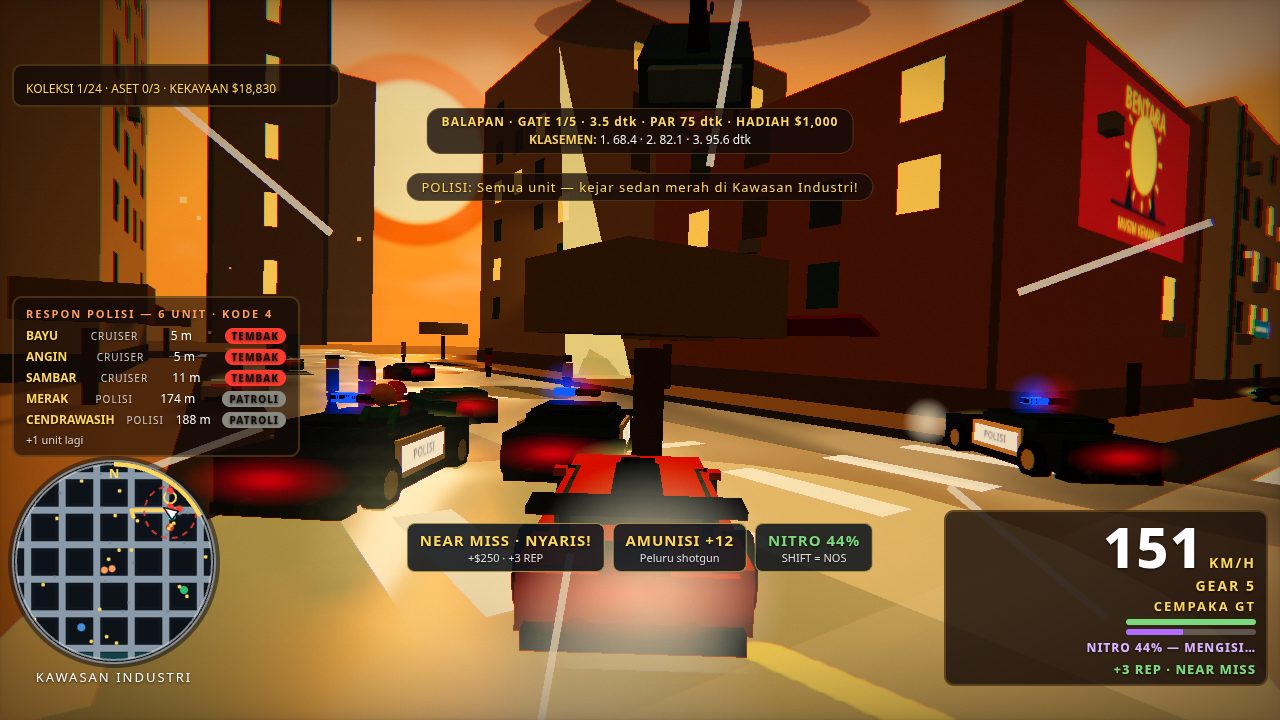 KOLEKSI 1/24 · ASET 0/3 · KEKAYAAN $18,830
BALAPAN · GATE 1/5 · 3.5 dtk · PAR 75 dtk · HADIAH $1,000
KLASEMEN: 1. 68.4 · 2. 82.1 · 3. 95.6 dtk
POLISI: Semua unit — kejar sedan merah di Kawasan Industri!
BENTARA
RESPON POLISI — 6 UNIT · KODE 4
BAYU CRUISER 5 m TEMBAK
ANGIN CRUISER 5 m TEMBAK
SAMBAR CRUISER 11 m TEMBAK
MERAK POLISI 174 m PATROLI
CENDRAWASIH POLISI 188 m PATROLI
+1 unit lagi
POLISI
POLISI
N
KAWASAN INDUSTRI
NEAR MISS · NYARIS!
+$250 · +3 REP
AMUNISI +12
Peluru shotgun
NITRO 44%
SHIFT = NOS
151 KM/H
GEAR 5
CEMPAKA GT
NITRO 44% — MENGISI…
+3 REP · NEAR MISS